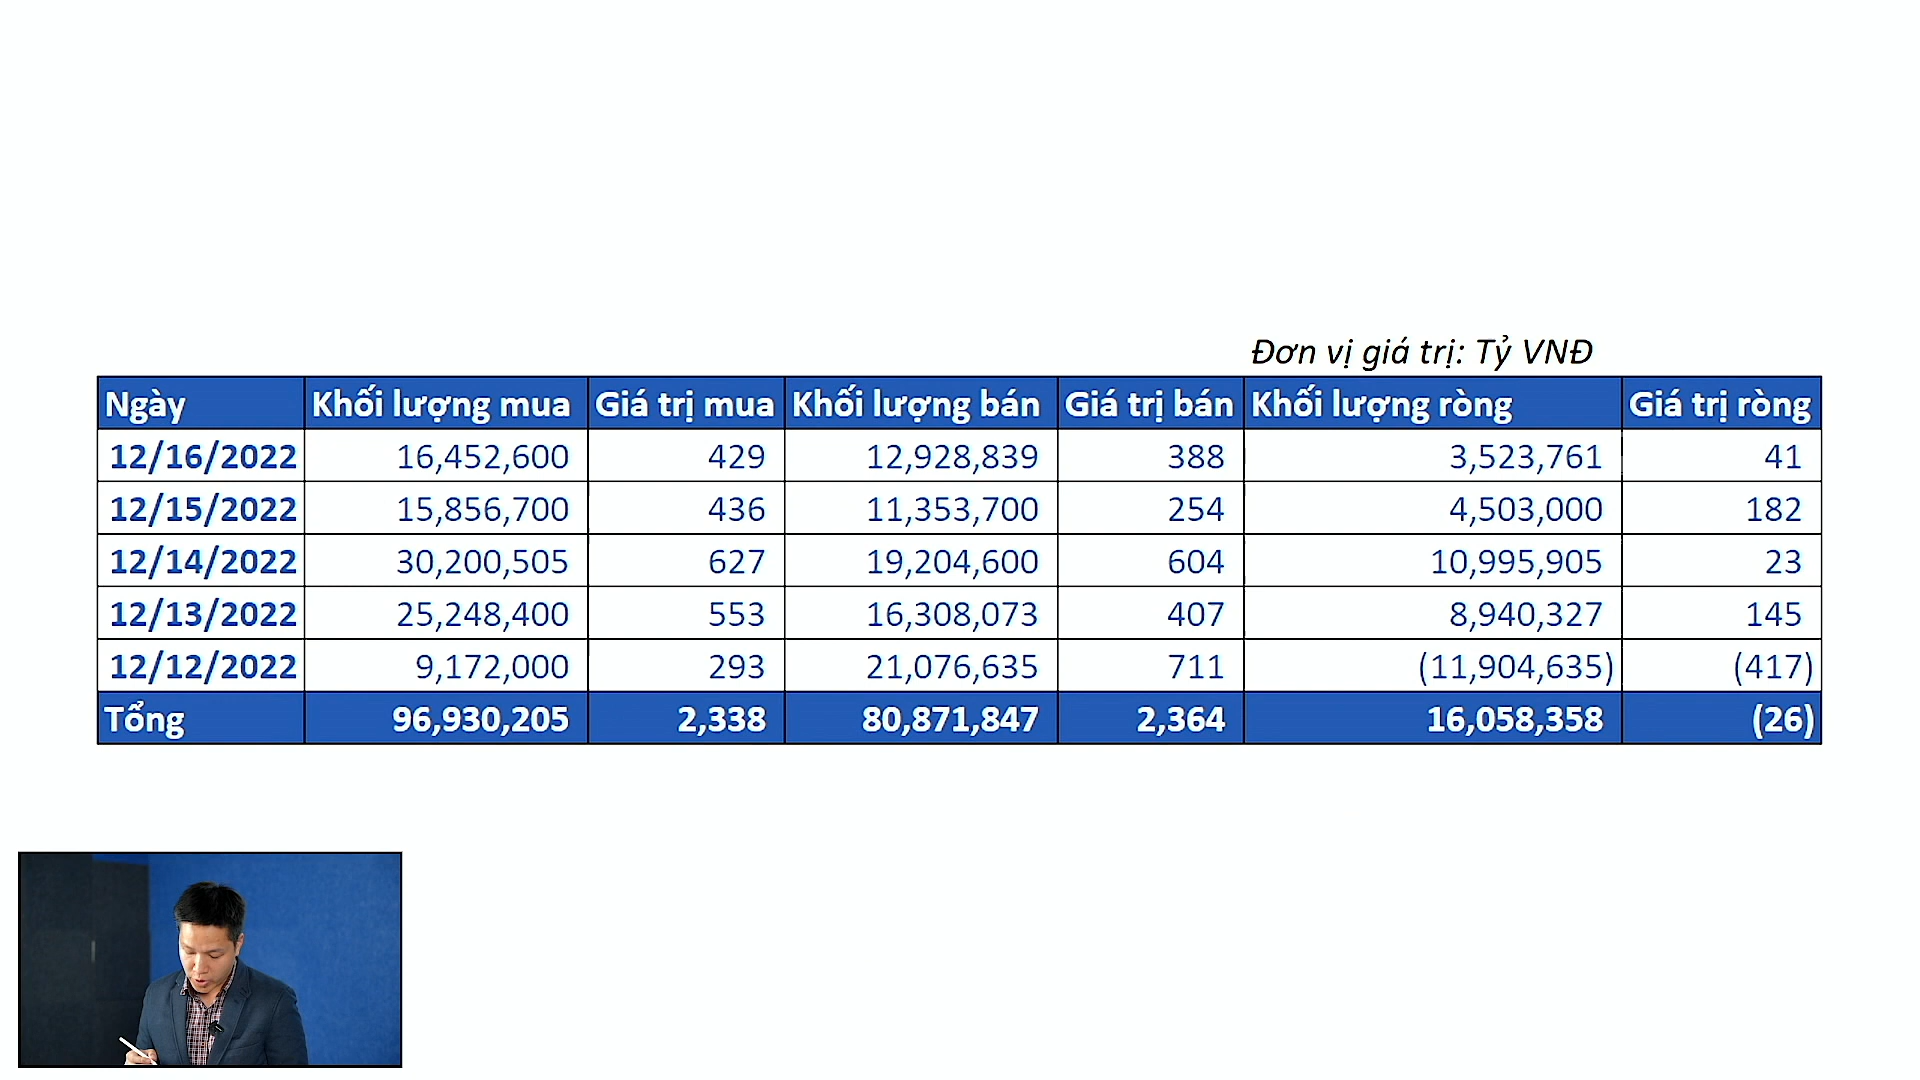 Đơn vị giá trị: Tỷ VNĐ
Ngày Khối lượng mua Giá trị mua Khối lượng bán Giá trị bán Khối lượng ròng Giá trị ròng
12/16/2022 16,452,600 429 12,928,839 388 3,523,761 41
12/15/2022 15,856,700 436 11,353,700 254 4,503,000 182
12/14/2022 30,200,505 627 19,204,600 604 10,995,905 23
12/13/2022 25,248,400 553 16,308,073 407 8,940,327 145
12/12/2022 9,172,000 293 21,076,635 711 (11,904,635) (417)
Tổng 96,930,205 2,338 80,871,847 2,364 16,058,358 (26)